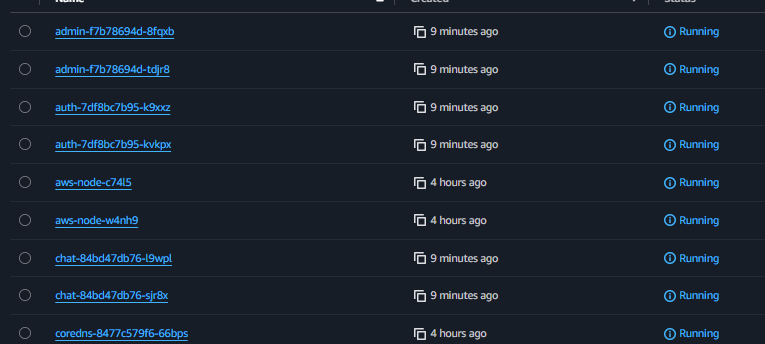 Name Created Status
admin-f7b78694d-8fqxb 9 minutes ago Running
admin-f7b78694d-tdjr8 9 minutes ago Running
auth-7df8bc7b95-k9xxz 9 minutes ago Running
auth-7df8bc7b95-kvkpx 9 minutes ago Running
aws-node-c74l5 4 hours ago Running
aws-node-w4nh9 4 hours ago Running
chat-84bd47db76-l9wpl 9 minutes ago Running
chat-84bd47db76-sjr8x 9 minutes ago Running
coredns-8477c579f6-66bps 4 hours ago Running